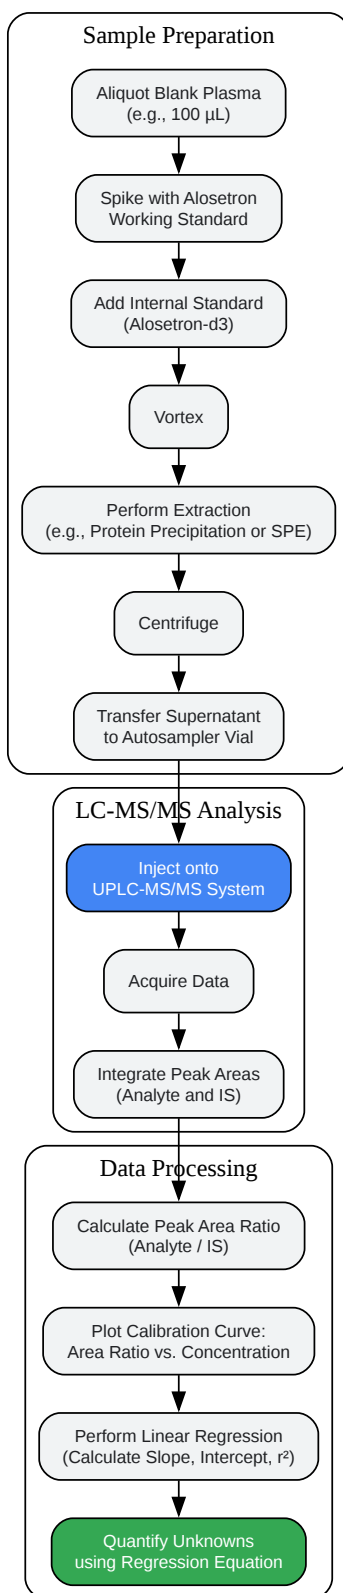 Sample Preparation
Aliquot Blank Plasma
(e.g., 100 µL)
Spike with Alosetron
Working Standard
Add Internal Standard
(Alosetron-d3)
Vortex
Perform Extraction
(e.g., Protein Precipitation or SPE)
Centrifuge
Transfer Supernatant
to Autosampler Vial
LC-MS/MS Analysis
Inject onto
UPLC-MS/MS System
Acquire Data
Integrate Peak Areas
(Analyte and IS)
Data Processing
Calculate Peak Area Ratio
(Analyte / IS)
Plot Calibration Curve:
Area Ratio vs. Concentration
Perform Linear Regression
(Calculate Slope, Intercept, r²)
Quantify Unknowns
using Regression Equation